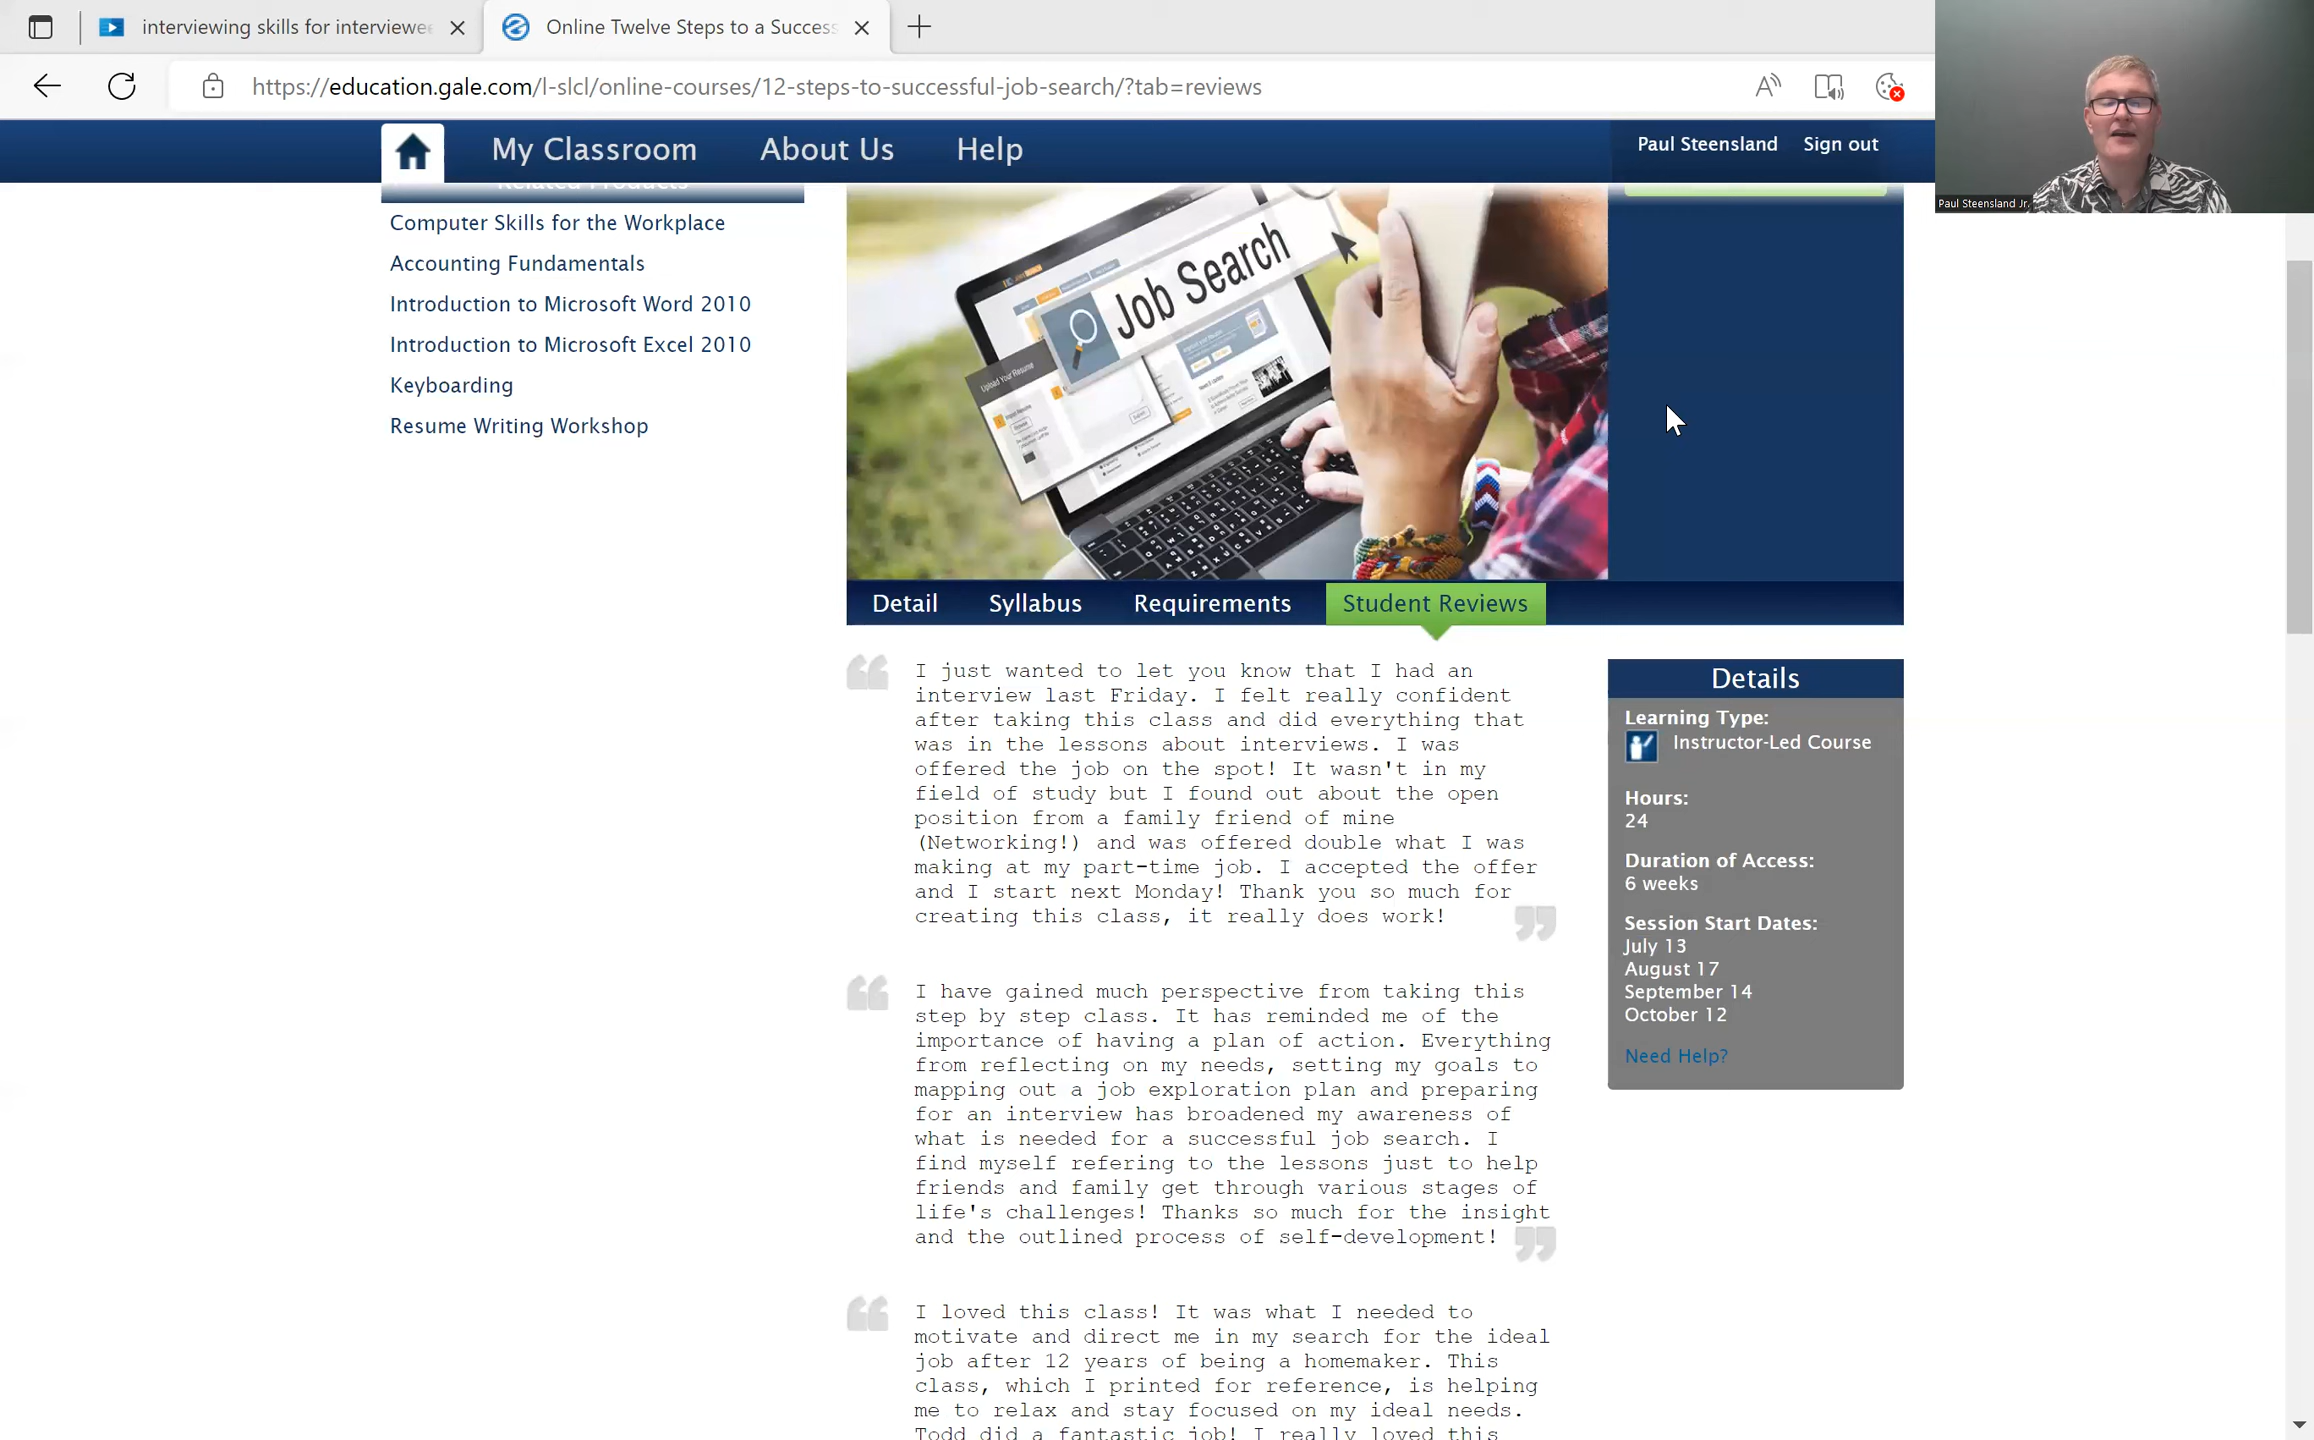 interviewing skills for interviewee
Online Twelve Steps to a Success
https://education.gale.com/l-slcl/online-courses/12-steps-to-successful-job-search/?tab=reviews
My Classroom
About Us
Help
Paul Steensland
Sign out
Paul Steensland Jr.
Related Products
Computer Skills for the Workplace
Accounting Fundamentals
Introduction to Microsoft Word 2010
Introduction to Microsoft Excel 2010
Keyboarding
Resume Writing Workshop
Job Search
Upload Your Resume
Detail
Syllabus
Requirements
Student Reviews
I just wanted to let you know that I had an
interview last Friday. I felt really confident
after taking this class and did everything that
was in the lessons about interviews. I was
offered the job on the spot! It wasn't in my
field of study but I found out about the open
position from a family friend of mine
(Networking!) and was offered double what I was
making at my part-time job. I accepted the offer
and I start next Monday! Thank you so much for
creating this class, it really does work!
I have gained much perspective from taking this
step by step class. It has reminded me of the
importance of having a plan of action. Everything
from reflecting on my needs, setting my goals to
mapping out a job exploration plan and preparing
for an interview has broadened my awareness of
what is needed for a successful job search. I
find myself refering to the lessons just to help
friends and family get through various stages of
life's challenges! Thanks so much for the insight
and the outlined process of self-development!
I loved this class! It was what I needed to
motivate and direct me in my search for the ideal
job after 12 years of being a homemaker. This
class, which I printed for reference, is helping
me to relax and stay focused on my ideal needs.
Todd did a fantastic job! I really loved this
Details
Learning Type:
Instructor-Led Course
Hours:
24
Duration of Access:
6 weeks
Session Start Dates:
July 13
August 17
September 14
October 12
Need Help?